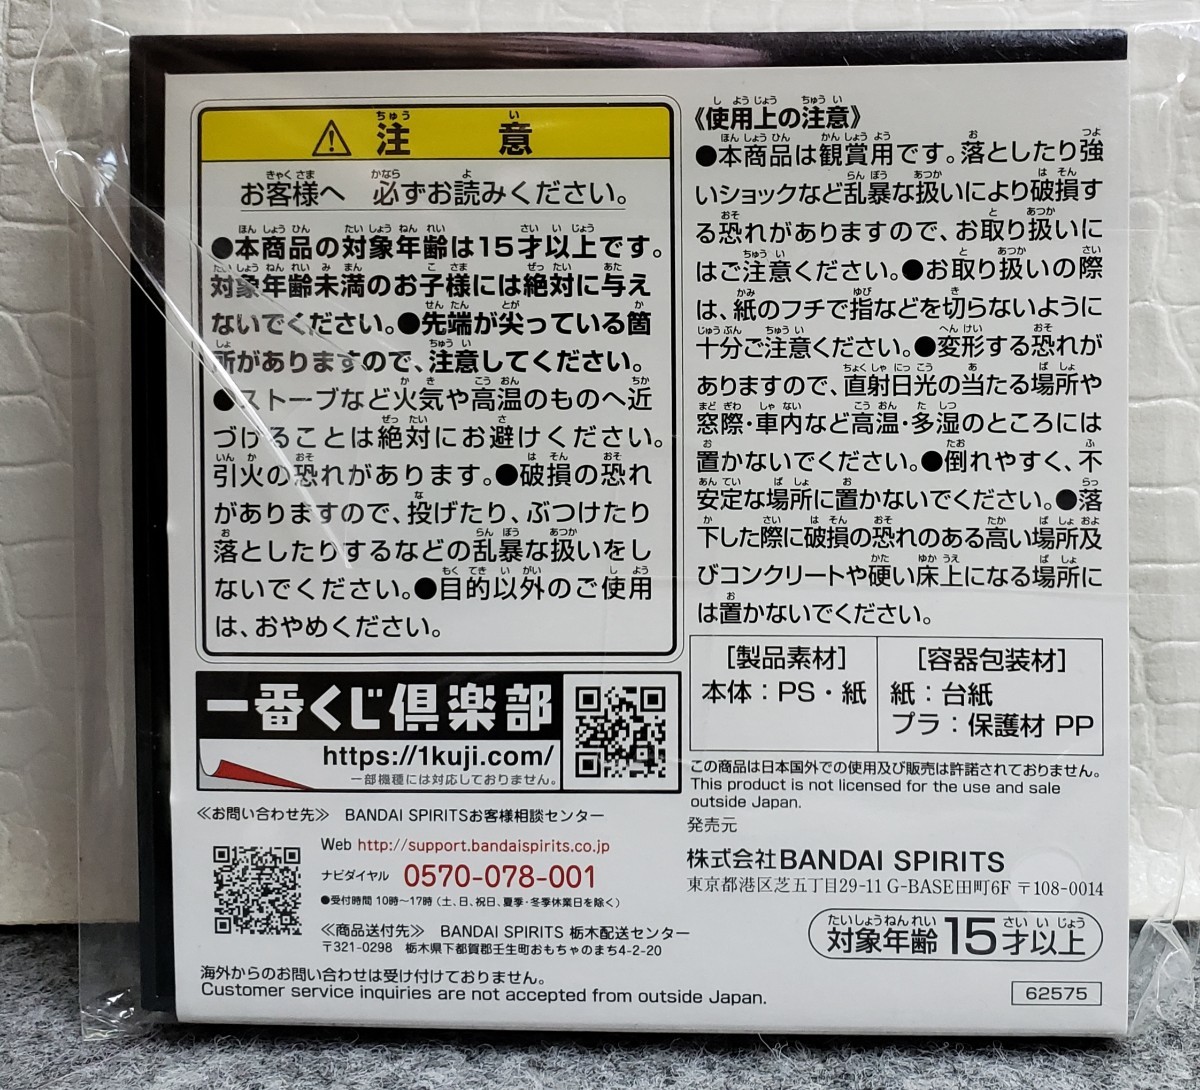 ⚠注意
お客様へ 必ずお読みください。
●本商品の対象年齢は15才以上です。
対象年齢未満のお子様には絶対に与え
ないでください。●先端が尖っている箇
所がありますので、注意してください。
●ストーブなど火気や高温のものへ近
づけることは絶対にお避けください。
引火の恐れがあります。●破損の恐れ
がありますので、投げたり、ぶつけたり
落としたりするなどの乱暴な扱いをし
ないでください。●目的以外のご使用
は、おやめください。
一番くじ倶楽部
https://1kuji.com/
一部機種には対応しておりません。
≪お問い合わせ先≫ BANDAI SPIRITSお客様相談センター
Web http://support.bandaispirits.co.jp
ナビダイヤル 0570-078-001
●受付時間 10時〜17時(土、日、祝日、夏季・冬季休業日を除く)
≪商品送付先≫ BANDAI SPIRITS 栃木配送センター
〒321-0298 栃木県下都賀郡壬生町おもちゃのまち4-2-20
海外からのお問い合わせは受け付けておりません。
Customer service inquiries are not accepted from outside Japan.
《使用上の注意》
●本商品は観賞用です。落としたり強
いショックなど乱暴な扱いにより破損す
る恐れがありますので、お取り扱いに
はご注意ください。●お取り扱いの際
は、紙のフチで指などを切らないように
十分ご注意ください。●変形する恐れが
ありますので、直射日光の当たる場所や
窓際・車内など高温・多湿のところには
置かないでください。●倒れやすく、不
安定な場所に置かないでください。●落
下した際に破損の恐れのある高い場所及
びコンクリートや硬い床上になる場所に
は置かないでください。
[製品素材]
本体:PS・紙
[容器包装材]
紙:台紙
プラ:保護材 PP
この商品は日本国外での使用及び販売は許諾されておりません。
This product is not licensed for the use and sale
outside Japan.
発売元
株式会社BANDAI SPIRITS
東京都港区芝五丁目29-11 G-BASE田町6F 〒108-0014
対象年齢 15才以上
62575